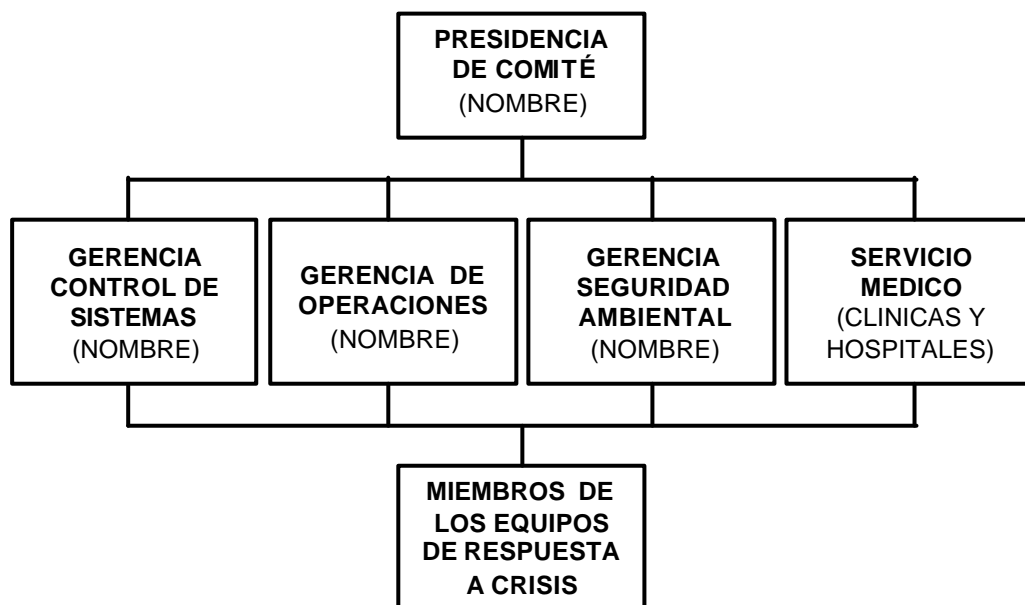 PRESIDENCIA
DE COMITÉ
(NOMBRE)
GERENCIA
CONTROL DE
SISTEMAS
(NOMBRE)
GERENCIA DE
OPERACIONES
(NOMBRE)
GERENCIA
SEGURIDAD
AMBIENTAL
(NOMBRE)
SERVICIO
MEDICO
(CLINICAS Y
HOSPITALES)
MIEMBROS DE
LOS EQUIPOS
DE RESPUESTA
A CRISIS